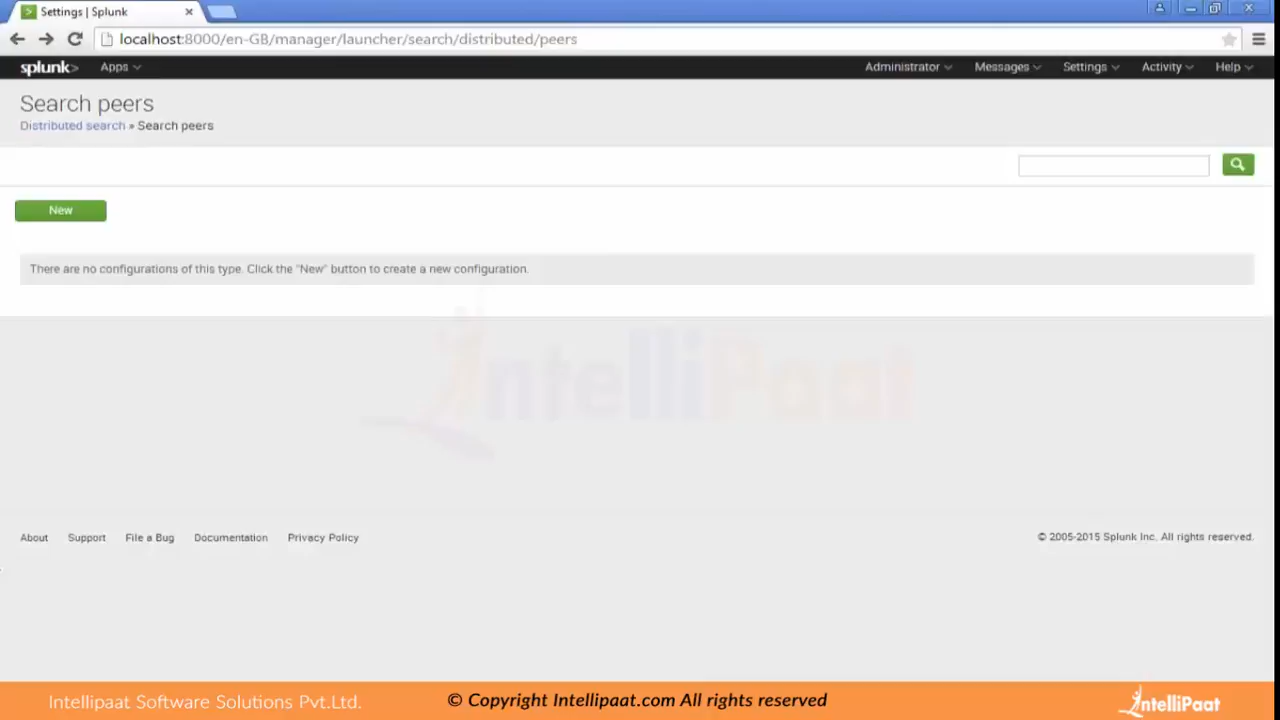 Settings | Splunk
localhost:8000/en-GB/manager/launcher/search/distributed/peers
splunk> Apps Administrator Messages Settings Activity Help
Search peers
Distributed search » Search peers
New
There are no configurations of this type. Click the "New" button to create a new configuration.
IntelliPaat
About Support File a Bug Documentation Privacy Policy © 2005-2015 Splunk Inc. All rights reserved.
Intellipaat Software Solutions Pvt.Ltd. © Copyright Intellipaat.com All rights reserved IntelliPaat